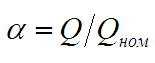 α = Q/Qном